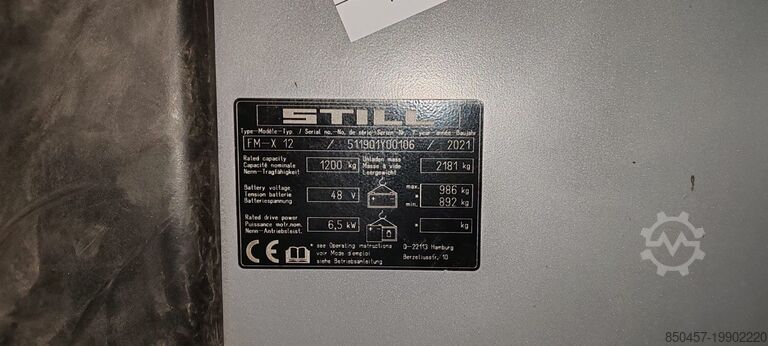 STILL
Type-Modèle-Typ / Serial no.-No. de série-Serien-Nr. / year-année-Baujahr
FM-X 12 / 511901Y00106 / 2021
Rated capacity
Capacité nominale
Nenn-Tragfähigkeit
1200 kg
Unladen mass
Masse à vide
Leergewicht
2181 kg
Battery voltage
Tension batterie
Batteriespannung
48 V
max. 986 kg
*
min. 892 kg
Rated drive power
Puissance motr.nom.
Nenn-Antriebsleist.
6,5 kW
* kg
CE
* see Operating instructions
voir Mode d'emploi
siehe Betriebsanleitung
D-22113 Hamburg
Berzeliusstr. 10
850457-19902220